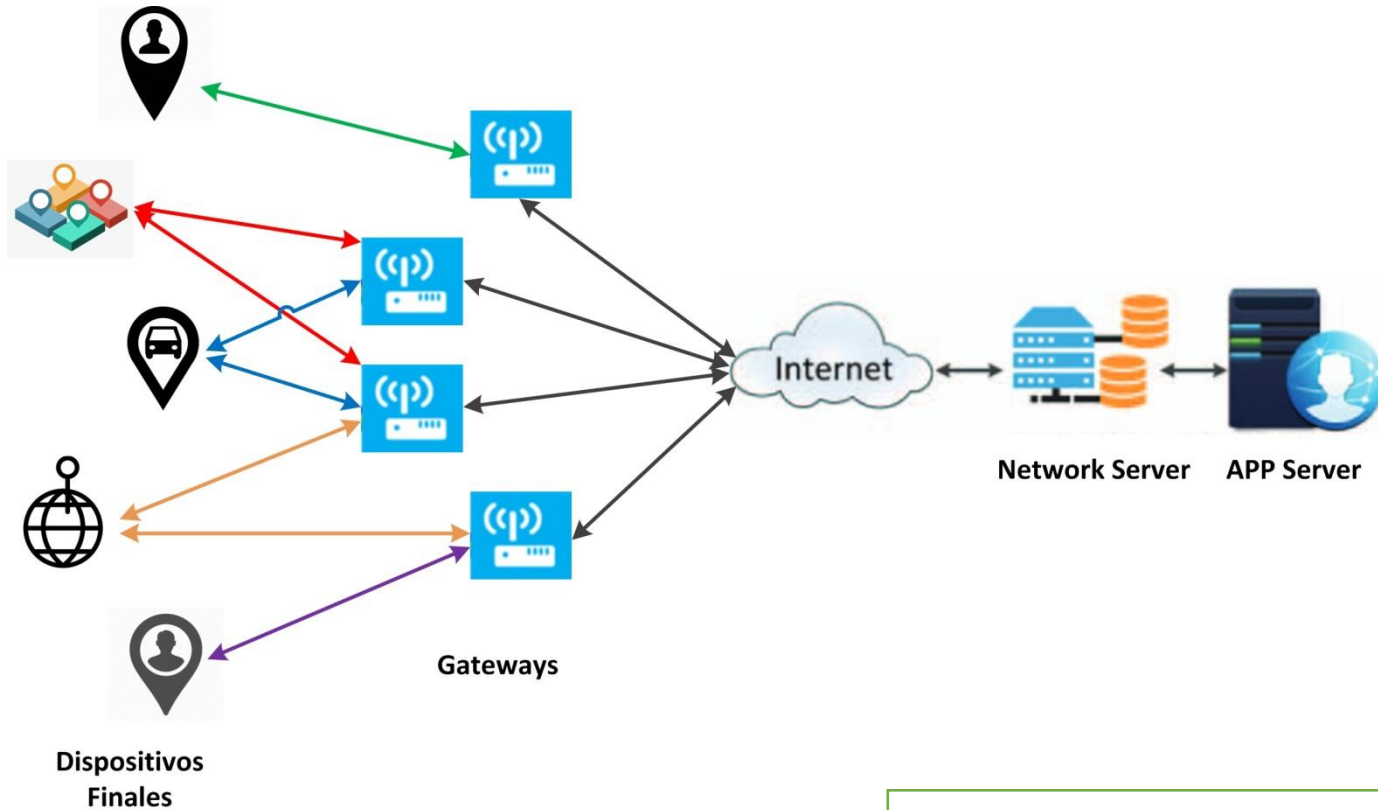 Internet
Network Server
APP Server
Gateways
Dispositivos
Finales